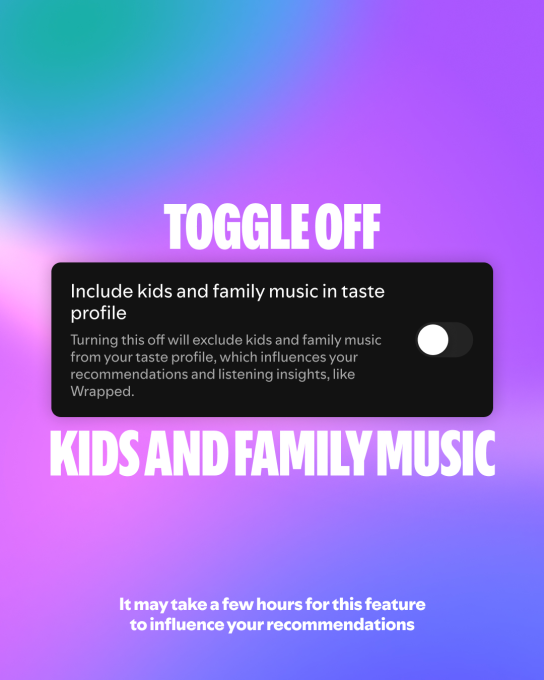 TOGGLE OFF
Include kids and family music in taste
profile
Turning this off will exclude kids and family music
from your taste profile, which influences your
recommendations and listening insights, like
Wrapped.
KIDS AND FAMILY MUSIC
It may take a few hours for this feature
to influence your recommendations